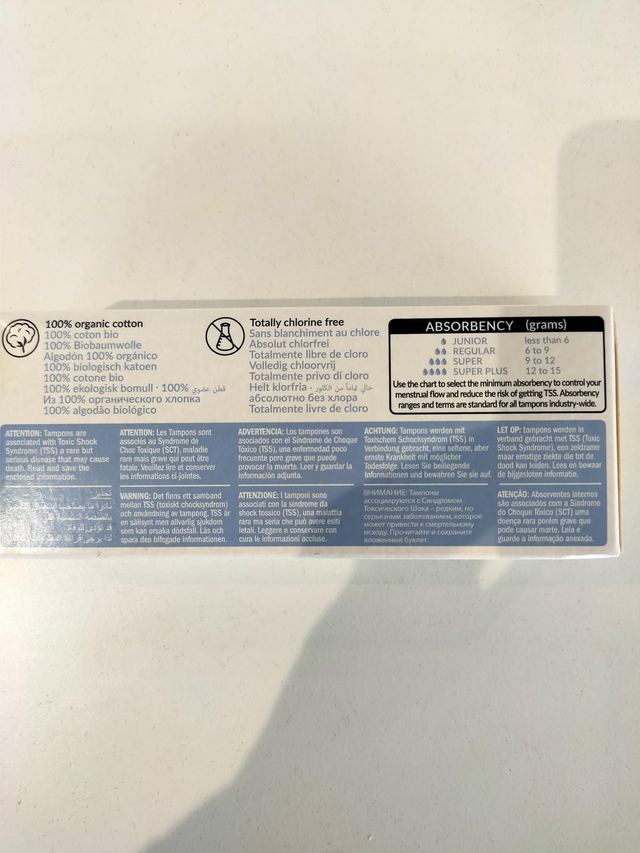 100% organic cotton
100% coton bio
100% Biobaumwolle
Algodón 100% orgánico
100% biologisch katoen
100% cotone bio
100% ekologisk bomull · 100% قطن عضوي
Из 100% органического хлопка
100% algodão biológico
Totally chlorine free
Sans blanchiment au chlore
Absolut chlorfrei
Totalmente libre de cloro
Volledig chloorvrij
Totalmente privo di cloro
Helt klorfria · خالي تماماً من الكلور
абсолютно без хлора
Totalmente livre de cloro
ABSORBENCY (grams)
JUNIOR less than 6
REGULAR 6 to 9
SUPER 9 to 12
SUPER PLUS 12 to 15
Use the chart to select the minimum absorbency to control your
menstrual flow and reduce the risk of getting TSS. Absorbency
ranges and terms are standard for all tampons industry-wide.
ATTENTION: Tampons are
associated with Toxic Shock
Syndrome (TSS) a rare but
serious disease that may cause
death. Read and save the
enclosed information.
ATTENTION: Les Tampons sont
associés au Syndrome de
Choc Toxique (SCT), maladie
rare mais grave qui peut être
fatale. Veuillez lire et conserver
les informations ci-jointes.
ADVERTENCIA: Los tampones son
asociados con el Síndrome de Choque
Tóxico (TSS), una enfermedad poco
frecuente pero grave que puede
provocar la muerte. Leer y guardar la
información adjunta.
ACHTUNG: Tampons werden mit
Toxischem Schocksyndrom (TSS) in
Verbindung gebracht, eine seltene, aber
ernste Krankheit mit möglicher
Todesfolge. Lesen Sie beiliegende
Informationen und bewahren Sie sie auf.
LET OP: tampons worden in
verband gebracht met TSS (Toxic
Shock Syndrome), een zeldzame
maar ernstige ziekte die tot de
dood kan leiden. Lees en bewaar
de bijgesloten informatie.
VARNING: Det finns ett samband
mellan TSS (toxiskt chocksyndrom)
och användning av tampong. TSS är
en sällsynt men allvarlig sjukdom
som kan orsaka dödsfall. Läs och
spara den bifogade informationen.
ATTENZIONE: I tamponi sono
associati con la sindrome da
shock tossico (TSS), una malattia
rara ma seria che può avere esiti
letali. Leggere e conservare con
cura le informazioni accluse.
ВНИМАНИЕ: Тампоны
ассоциируются с Синдромом
Токсического Шока – редким, но
серьезным заболеванием, которое
может привести к смертельному
исходу. Прочитайте и сохраните
вложенный буклет.
ATENÇÃO: Absorventes internos
são associados com a Síndrome
do Choque Tóxico (SCT) uma
doença rara porém grave que
pode causar morte. Leia e
guarde a informação anexada.